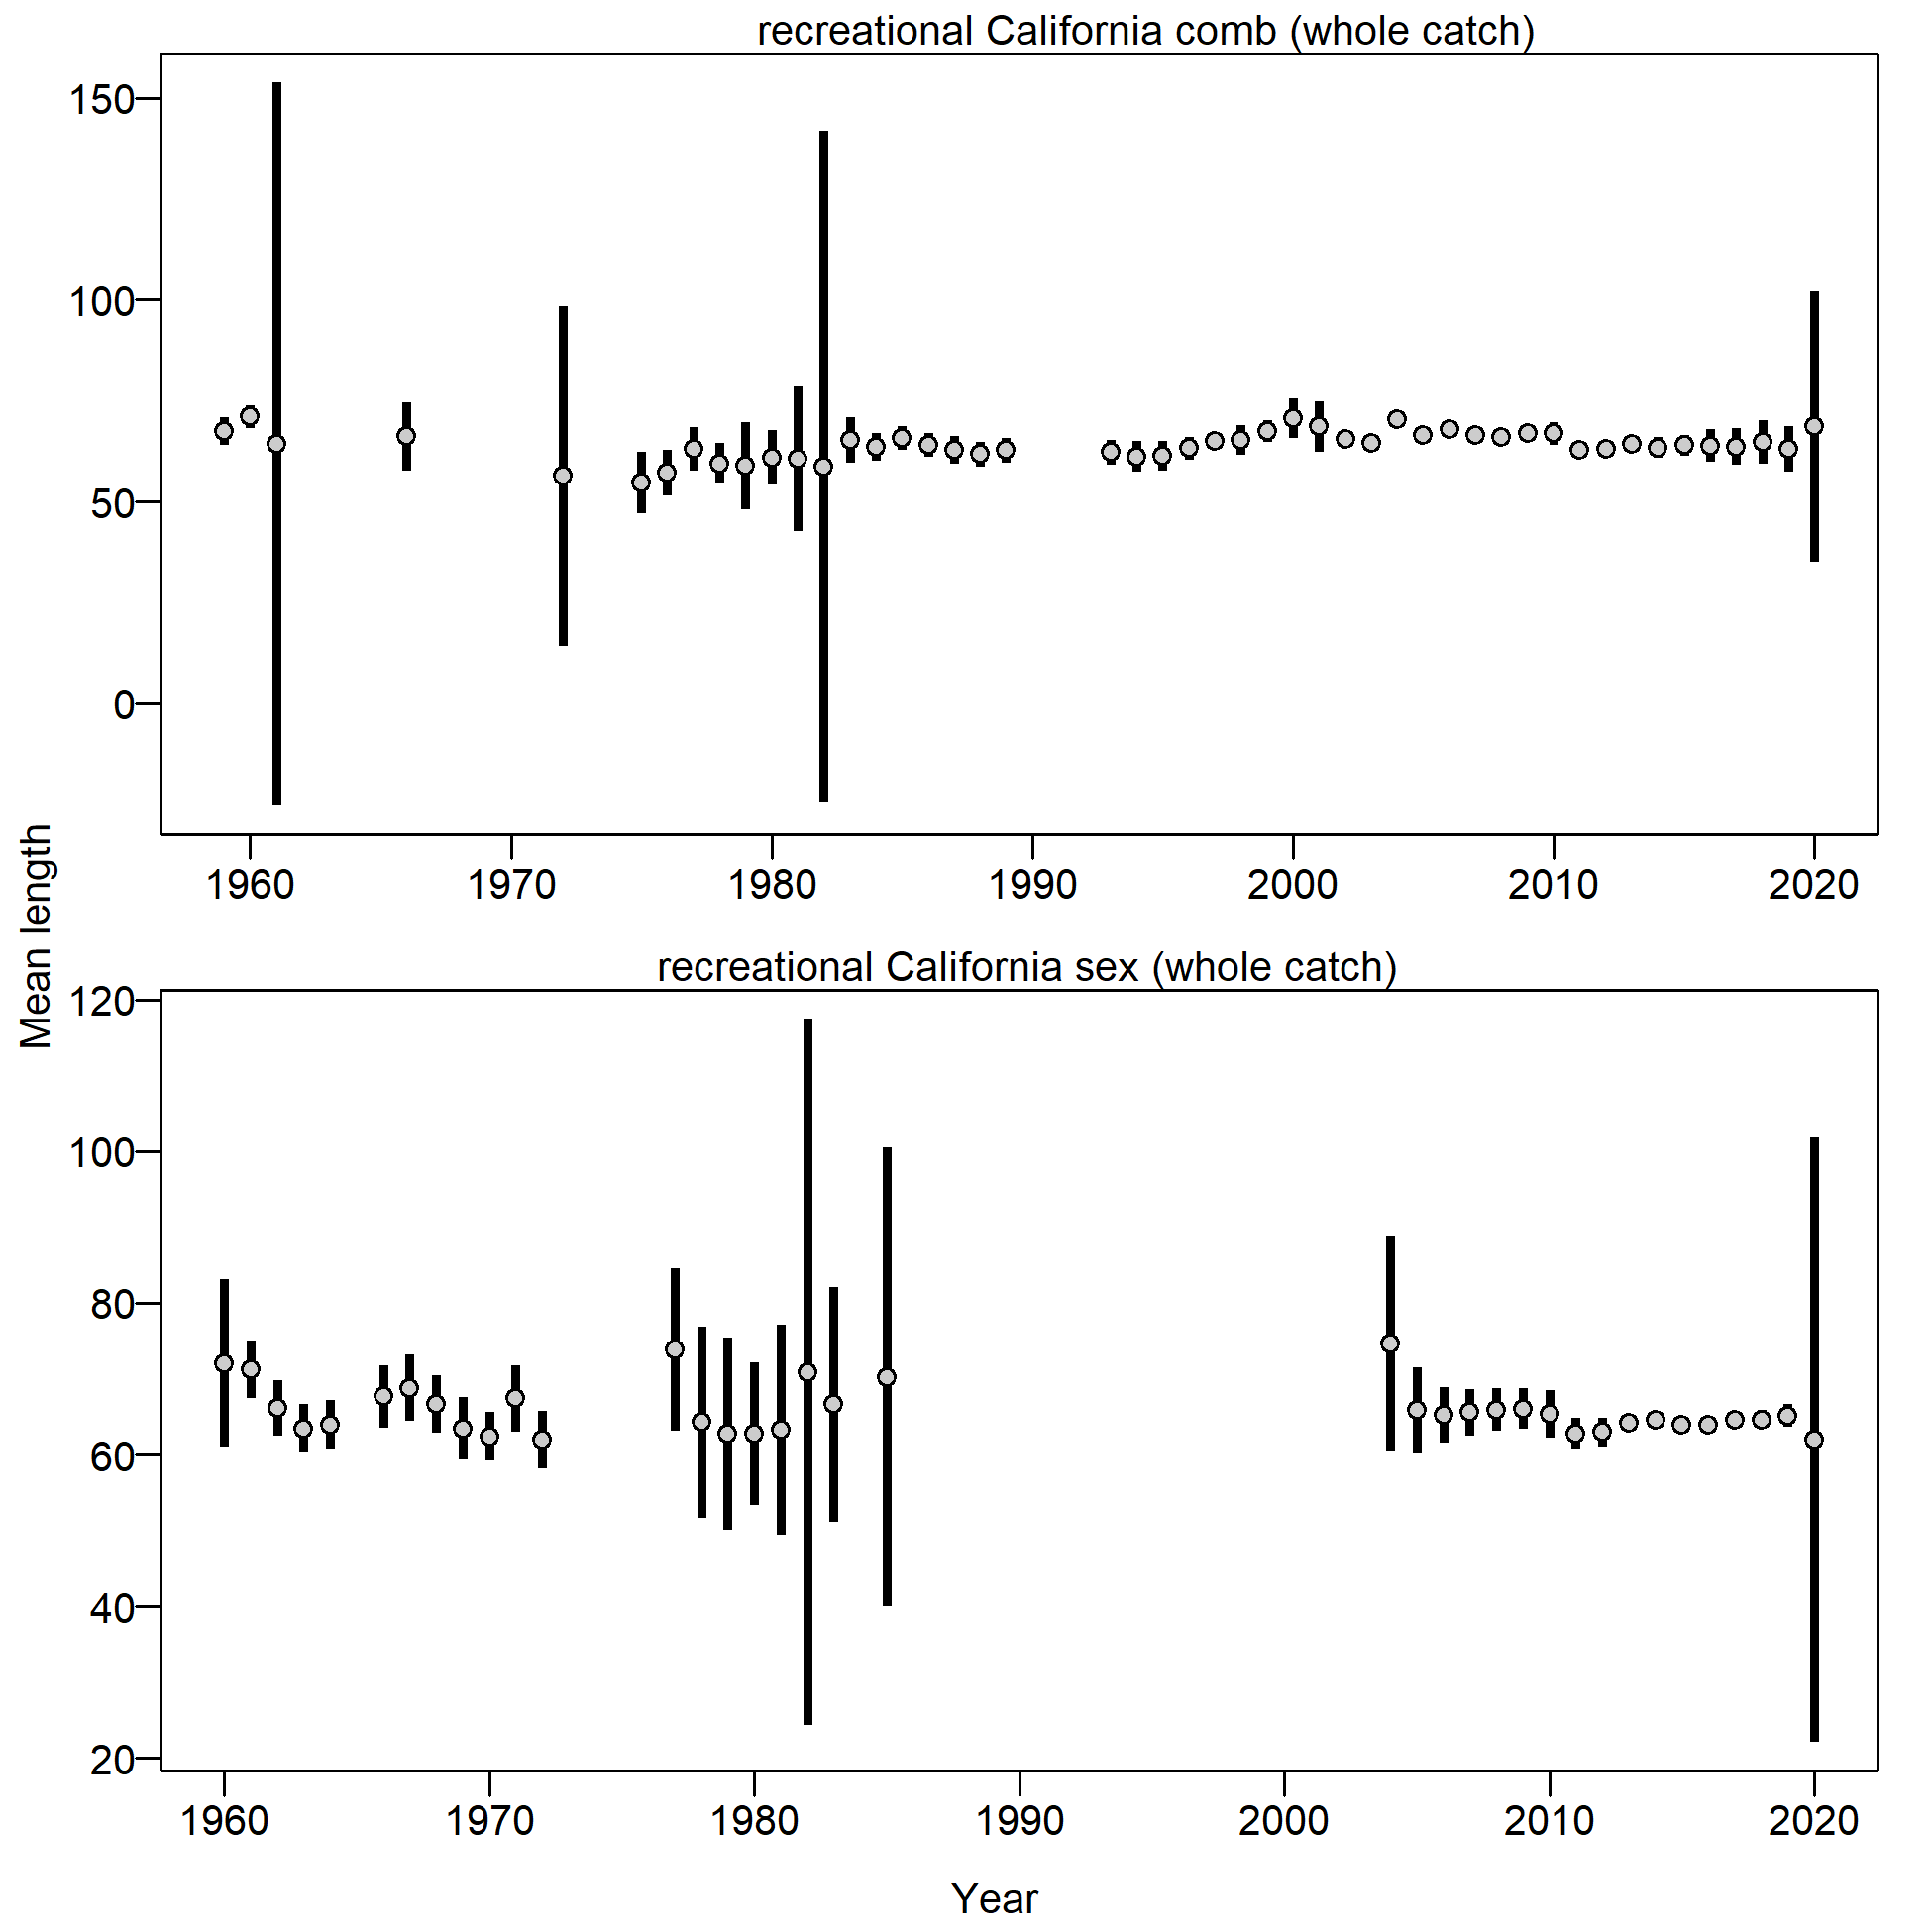 recreational California comb (whole catch)
150
100
50
0
1960 1970 1980 1990 2000 2010 2020
Mean length
recreational California sex (whole catch)
120
100
80
60
40
20
1960 1970 1980 1990 2000 2010 2020
Year